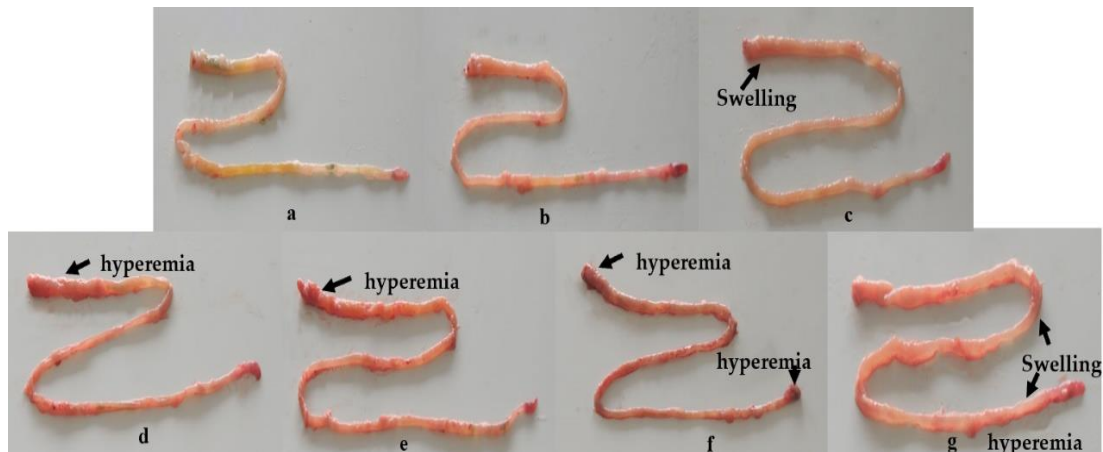 Swelling
a
b
c
hyperemia
hyperemia
hyperemia
hyperemia
Swelling
d
e
f
g
hyperemia